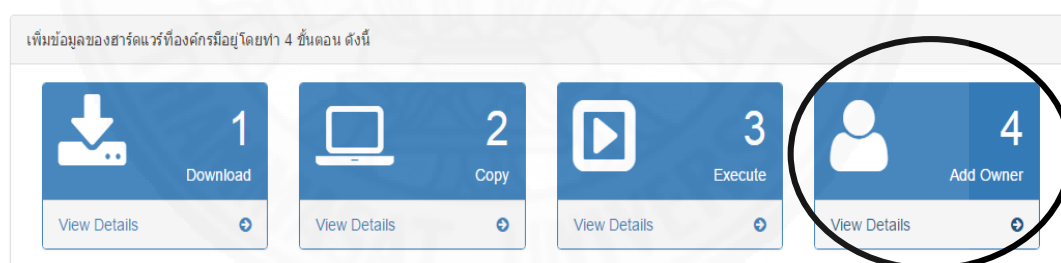 เพิ่มข้อมูลของฮาร์ดแวร์ที่องค์กรมีอยู่โดยทำ 4 ขั้นตอน ดังนี้
1
Download
View Details
2
Copy
View Details
3
Execute
View Details
4
Add Owner
View Details